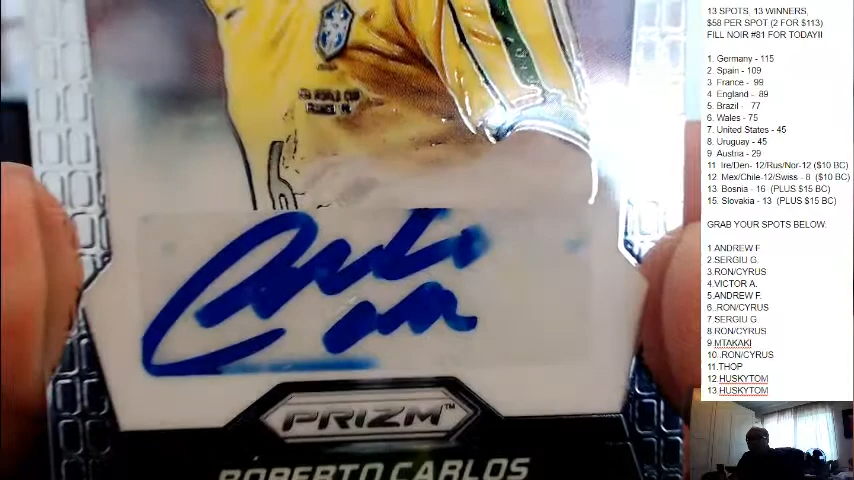 PRIZM™
ROBERTO CARLOS
13 SPOTS, 13 WINNERS,
$58 PER SPOT (2 FOR $113)
FILL NOIR #81 FOR TODAY!!
1. Germany - 115
2. Spain - 109
3 France - 99
4 England - 89
5 Brazil - 77
6. Wales - 75
7. United States - 45
8. Uruguay - 45
9 Austria - 29
11 Ire/Den- 12/Rus/Nor-12 ($10 BC)
12. Mex/Chile-12/Swiss - 8 ($10 BC)
13 Bosnia - 16 (PLUS $15 BC)
15. Slovakia - 13 (PLUS $15 BC)
GRAB YOUR SPOTS BELOW:
1 ANDREW F
2.SERGIU G.
3.RON/CYRUS
4.VICTOR A.
5.ANDREW F.
6..RON/CYRUS
7.SERGIU G.
8 RON/CYRUS
9.MTAKAKI
10..RON/CYRUS
11.THOP
12.HUSKYTOM
13 HUSKYTOM